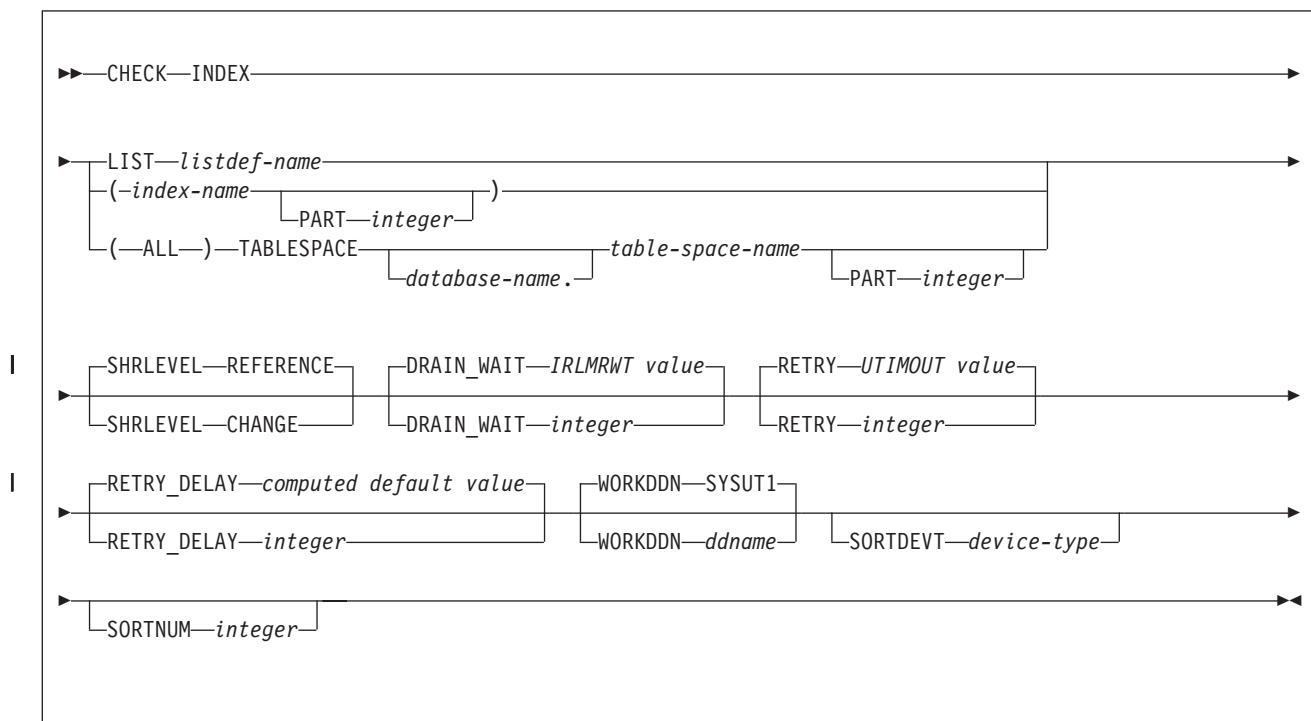 CHECK INDEX
LIST listdef-name
(index-name )
PART integer
( ALL ) TABLESPACE table-space-name
database-name. PART integer
SHRLEVEL REFERENCE DRAIN_WAIT IRLMRWT value RETRY UTIMOUT value
SHRLEVEL CHANGE DRAIN_WAIT integer RETRY integer
RETRY_DELAY computed default value WORKDDN SYSUT1
RETRY_DELAY integer WORKDDN ddname SORTDEVT device-type
SORTNUM integer